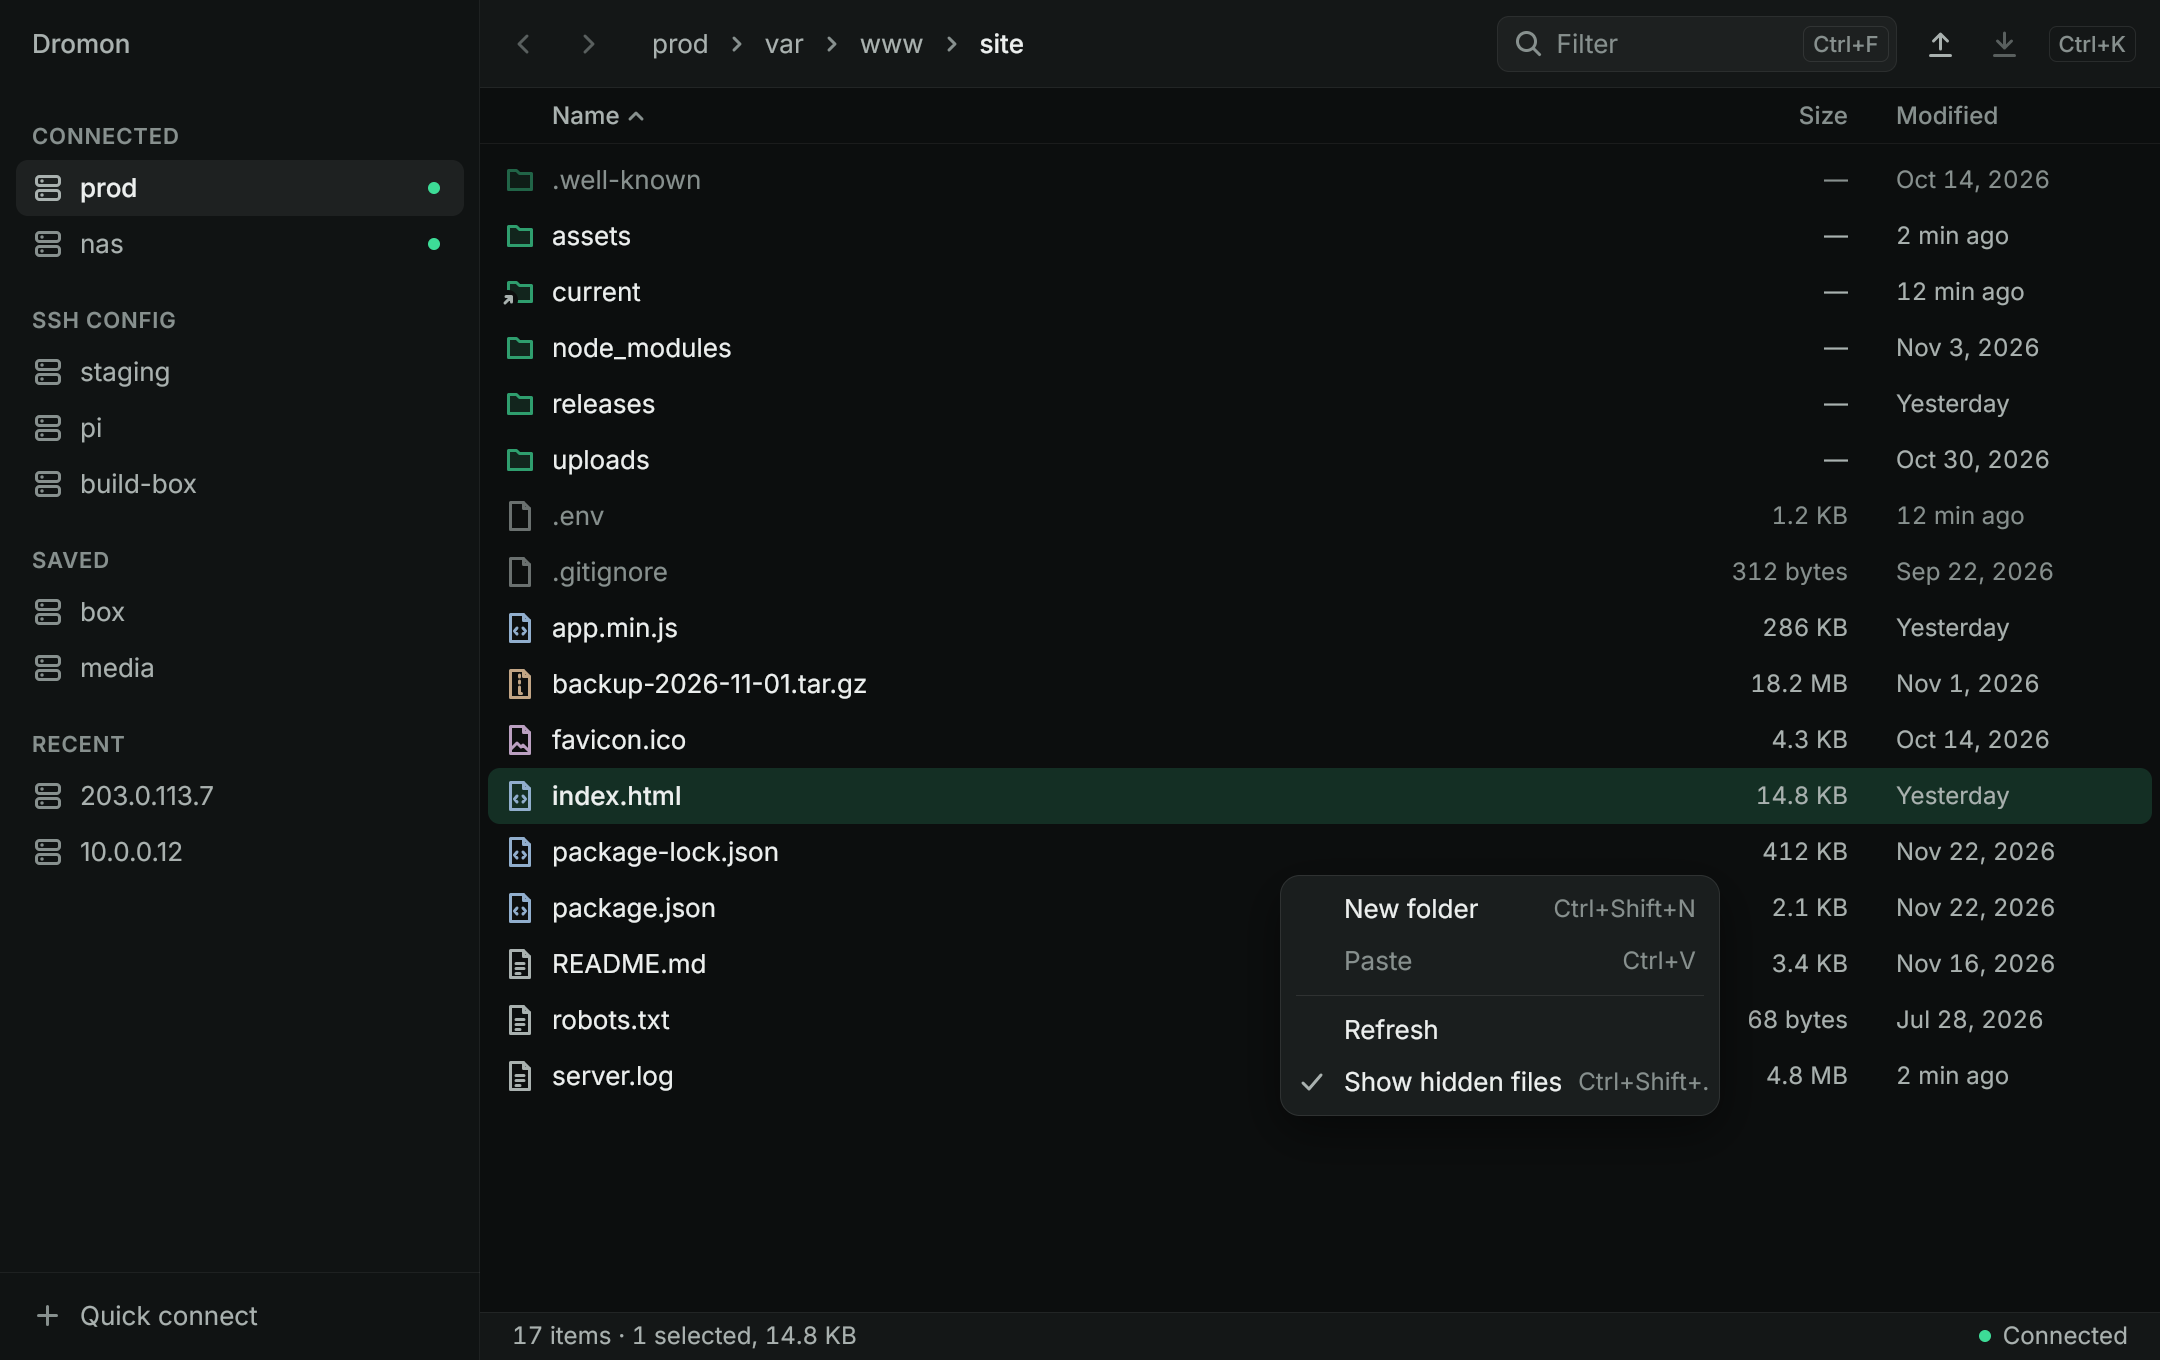 Dromon
CONNECTED
prod
nas
SSH CONFIG
staging
pi
build-box
SAVED
box
media
RECENT
203.0.113.7
10.0.0.12
Quick connect
prod var www site
Filter Ctrl+F Ctrl+K
Name Size Modified
.well-known — Oct 14, 2026
assets — 2 min ago
current — 12 min ago
node_modules — Nov 3, 2026
releases — Yesterday
uploads — Oct 30, 2026
.env 1.2 KB 12 min ago
.gitignore 312 bytes Sep 22, 2026
app.min.js 286 KB Yesterday
backup-2026-11-01.tar.gz 18.2 MB Nov 1, 2026
favicon.ico 4.3 KB Oct 14, 2026
index.html 14.8 KB Yesterday
package-lock.json 412 KB Nov 22, 2026
package.json 2.1 KB Nov 22, 2026
README.md 3.4 KB Nov 16, 2026
robots.txt 68 bytes Jul 28, 2026
server.log 4.8 MB 2 min ago
New folder Ctrl+Shift+N
Paste Ctrl+V
Refresh
Show hidden files Ctrl+Shift+.
17 items · 1 selected, 14.8 KB
Connected